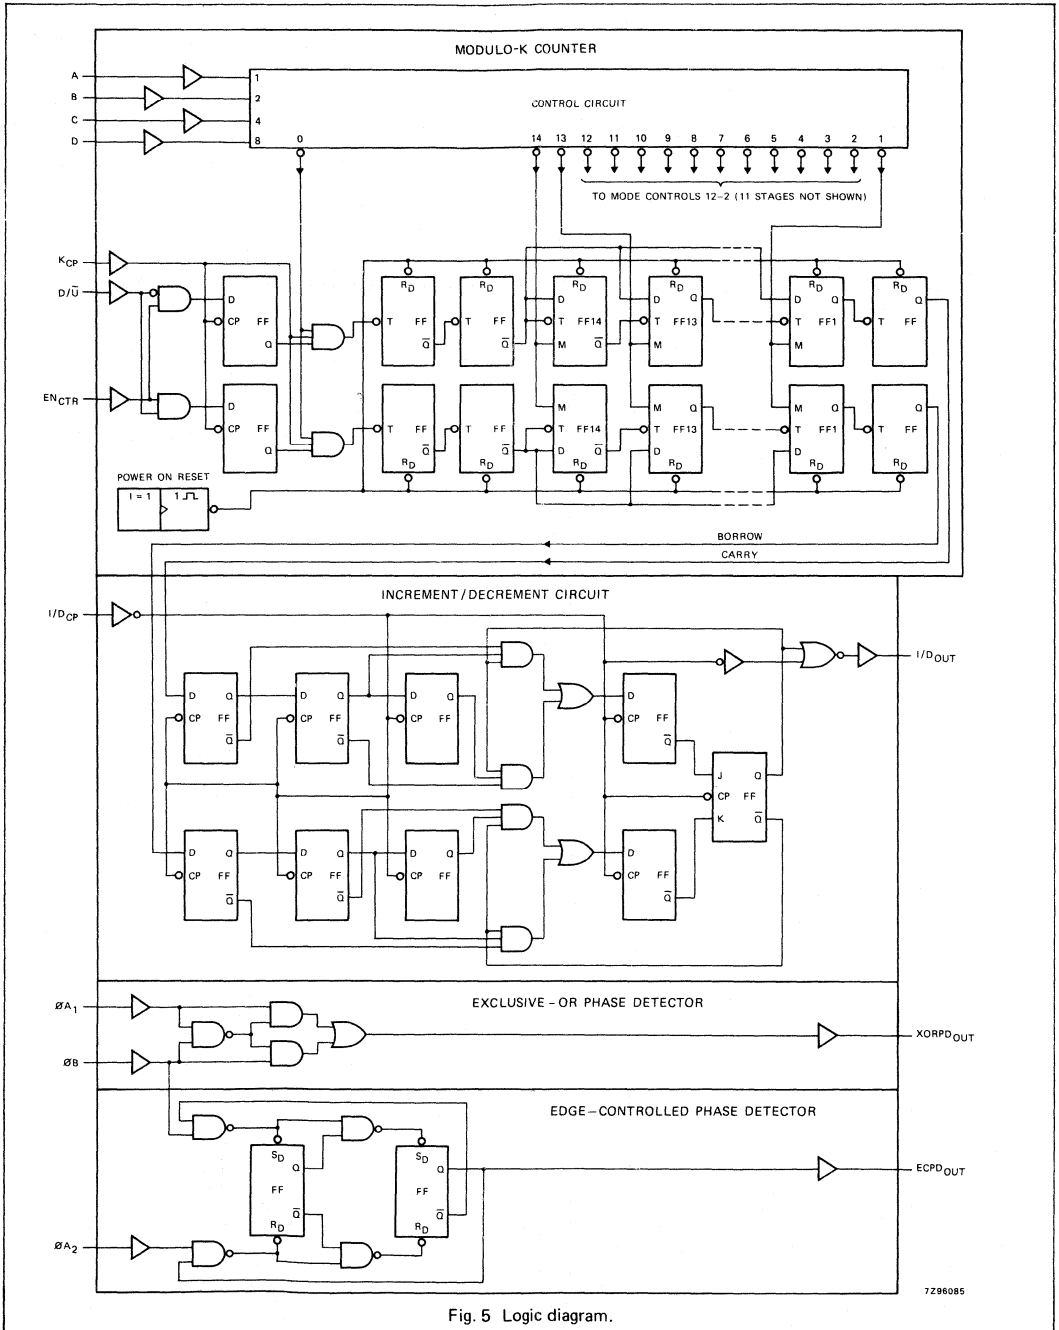 MODULO-K COUNTER
A
1
B
2
CONTROL CIRCUIT
C
4
D
8
0
14 13 12 11 10 9 8 7 6 5 4 3 2 1
TO MODE CONTROLS 12-2 (11 STAGES NOT SHOWN)
KCP
D/U̅
RD RD RD RD RD RD
D D D D Q Q
CP FF T FF T FF T FF14 T FF13 T FF1 T FF
Q Q̅ Q̅ M Q̅ M M
ENCTR
D M M Q M Q Q
CP FF T FF T FF T FF14 T FF13 T FF1 T FF
Q Q̅ Q̅ Q̅ D D D
RD RD RD RD RD RD
POWER ON RESET
I = 1 1
BORROW
CARRY
INCREMENT/DECREMENT CIRCUIT
I/DCP
I/DOUT
D Q D Q D D
CP FF CP FF CP FF CP FF
Q̅ Q̅ Q̅
J Q
CP FF
K Q̅
D Q D Q D D
CP FF CP FF CP FF CP FF
Q̅ Q̅ Q̅
ØA1
EXCLUSIVE-OR PHASE DETECTOR
XORPDOUT
ØB
EDGE-CONTROLLED PHASE DETECTOR
SD SD
Q Q
ECPDOUT
FF FF
Q̅ Q̅
RD RD
ØA2
7Z96085
Fig. 5 Logic diagram.